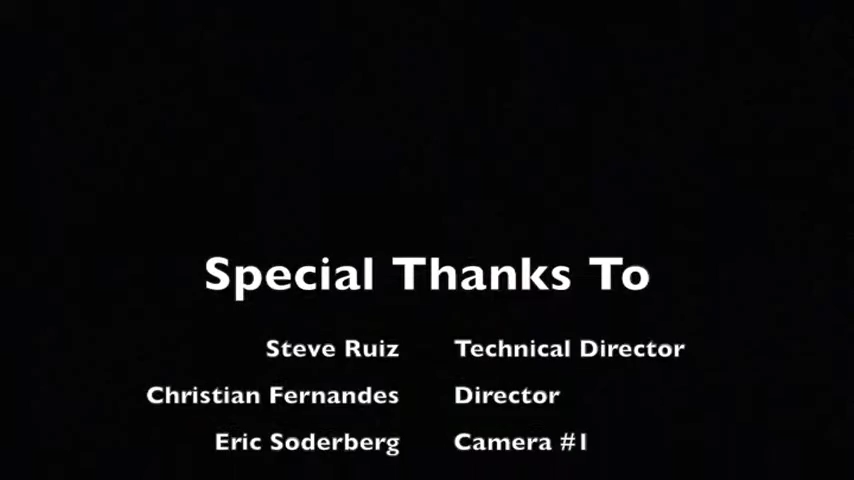 Special Thanks To
Steve Ruiz Technical Director
Christian Fernandes Director
Eric Soderberg Camera #1